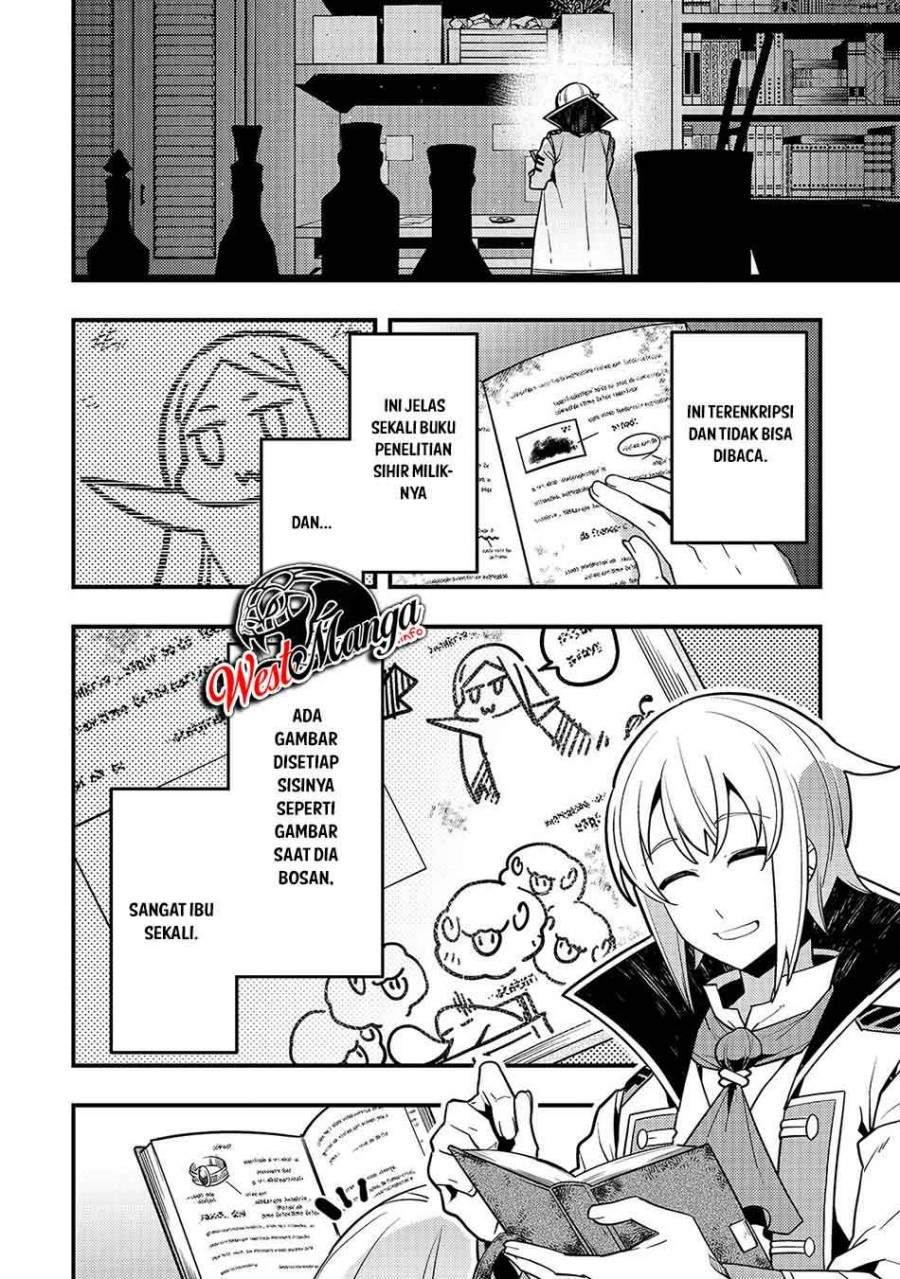 INI TERENKRIPSI
DAN TIDAK BISA
DIBACA.
INI JELAS
SEKALI BUKU
PENELITIAN
SIHIR MILIK-
NYA
DAN...
WestManga
.info
ADA
GAMBAR
DISETIAP
SISINYA
SEPERTI
GAMBAR
SAAT DIA
BOSAN.
SANGAT IBU
SEKALI.